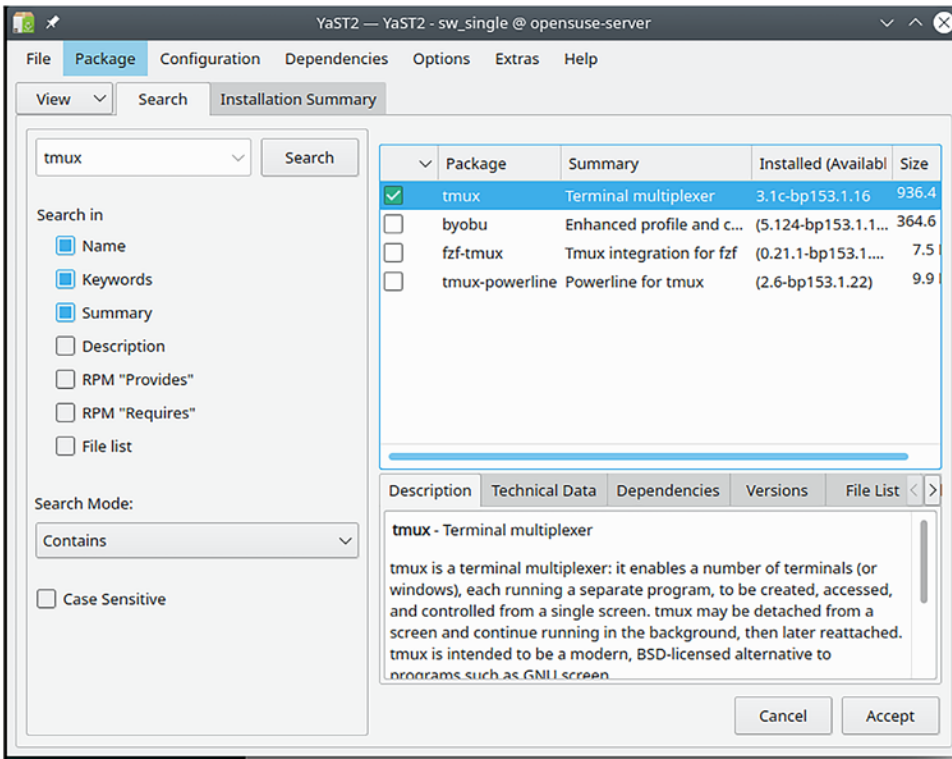 YaST2 — YaST2 - sw_single @ opensuse-server
File Package Configuration Dependencies Options Extras Help
View Search Installation Summary
tmux Search
Search in
Name
Keywords
Summary
Description
RPM "Provides"
RPM "Requires"
File list
Search Mode:
Contains
Case Sensitive
Package Summary Installed (Availabl Size
tmux Terminal multiplexer 3.1c-bp153.1.16 936.4
byobu Enhanced profile and c... (5.124-bp153.1.1... 364.6
fzf-tmux Tmux integration for fzf (0.21.1-bp153.1.... 7.5
tmux-powerline Powerline for tmux (2.6-bp153.1.22) 9.9
Description Technical Data Dependencies Versions File List
tmux - Terminal multiplexer
tmux is a terminal multiplexer: it enables a number of terminals (or
windows), each running a separate program, to be created, accessed,
and controlled from a single screen. tmux may be detached from a
screen and continue running in the background, then later reattached.
tmux is intended to be a modern, BSD-licensed alternative to
programs such as GNU screen.
Cancel Accept